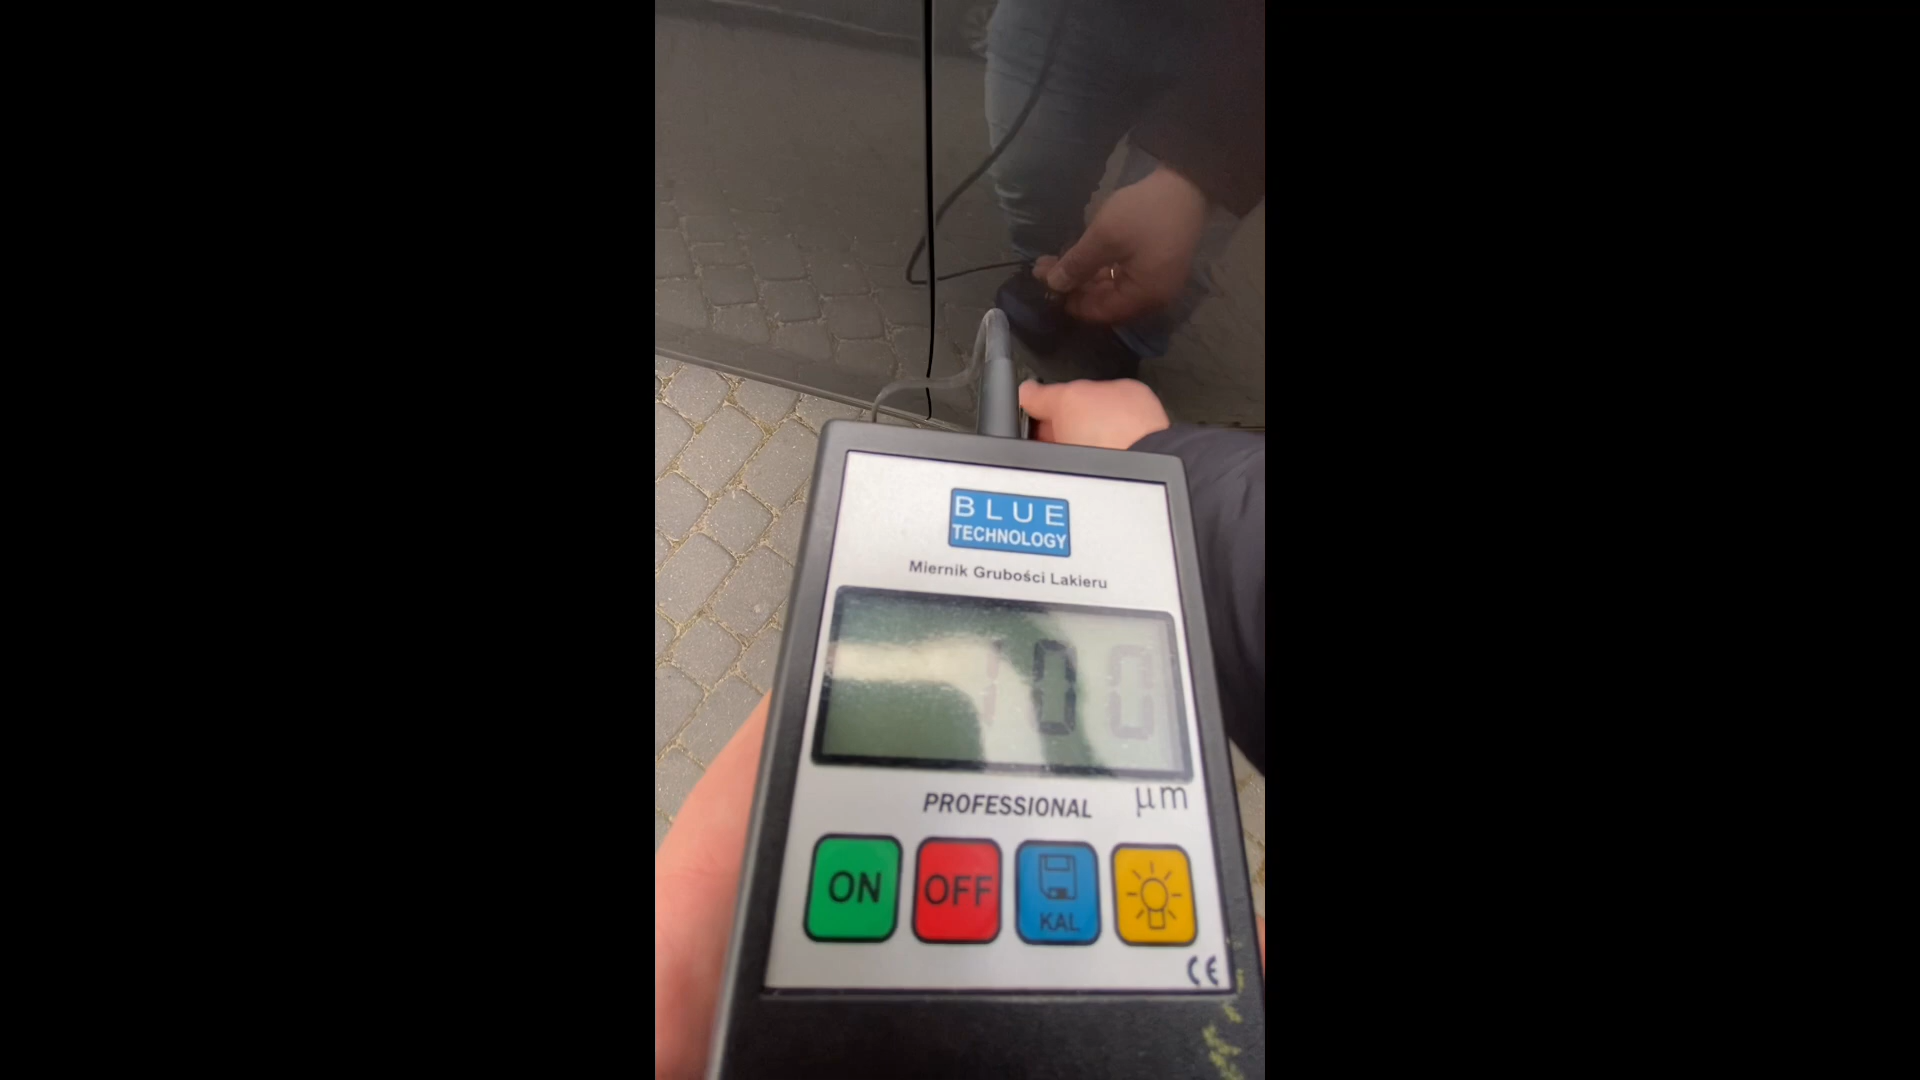 BLUE
TECHNOLOGY
Miernik Grubości Lakieru
100
PROFESSIONAL µm
ON OFF KAL
CE